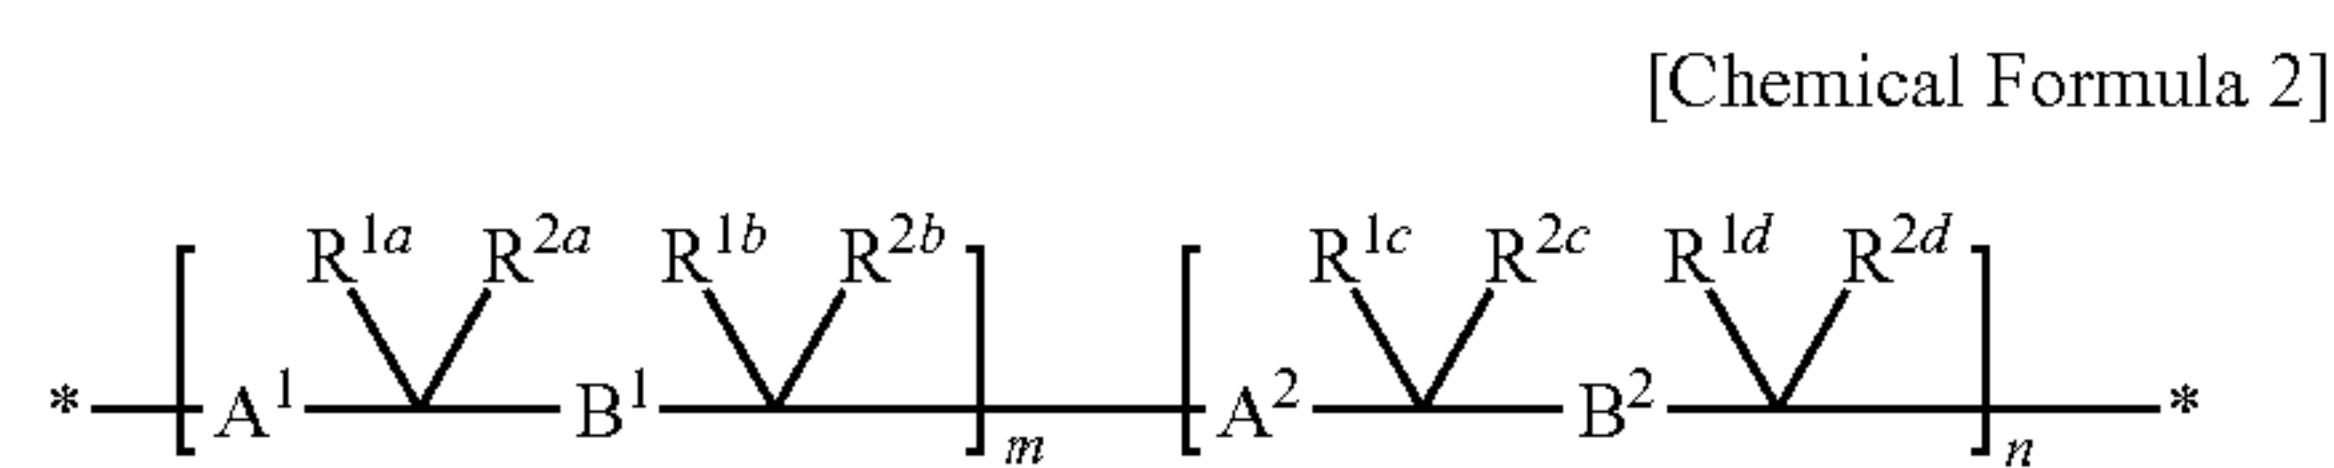 [Chemical Formula 2]
R¹ᵃ R²ᵃ R¹ᵇ R²ᵇ R¹ᶜ R²ᶜ R¹ᵈ R²ᵈ
* A¹ B¹ m A² B² n *